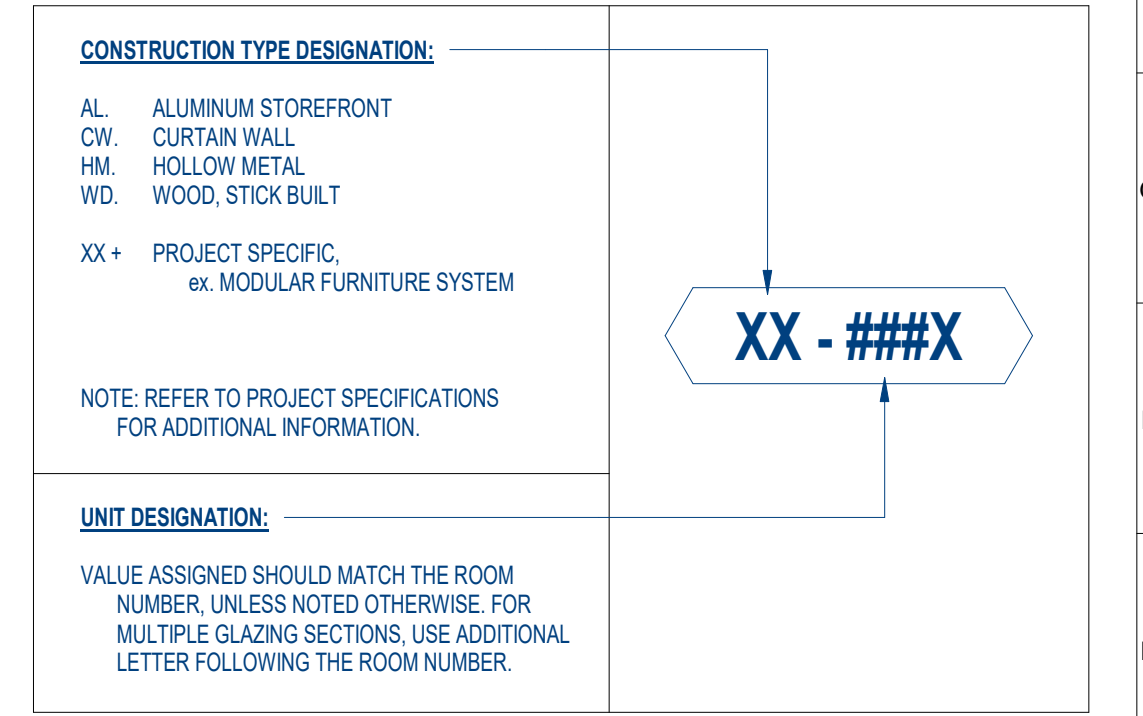 CONSTRUCTION TYPE DESIGNATION:
AL. ALUMINUM STOREFRONT
CW. CURTAIN WALL
HM. HOLLOW METAL
WD. WOOD, STICK BUILT
XX + PROJECT SPECIFIC,
ex. MODULAR FURNITURE SYSTEM
NOTE: REFER TO PROJECT SPECIFICATIONS
FOR ADDITIONAL INFORMATION.
UNIT DESIGNATION:
VALUE ASSIGNED SHOULD MATCH THE ROOM
NUMBER, UNLESS NOTED OTHERWISE. FOR
MULTIPLE GLAZING SECTIONS, USE ADDITIONAL
LETTER FOLLOWING THE ROOM NUMBER.
XX - ###X